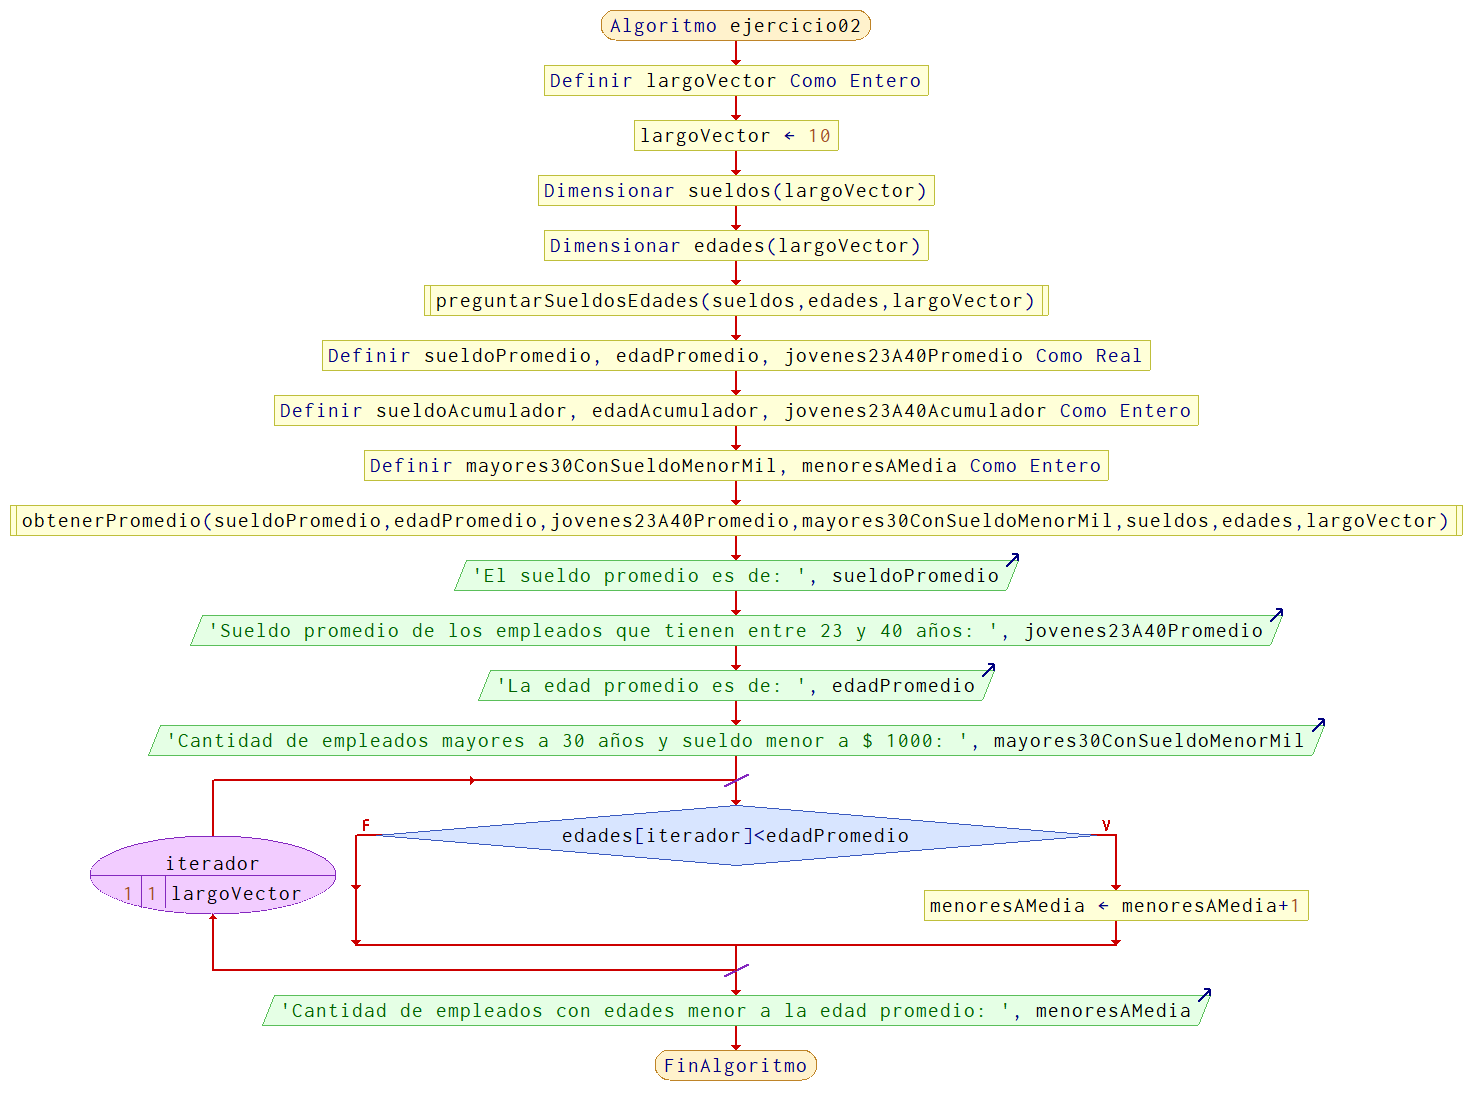 Algoritmo ejercicio02
Definir largoVector Como Entero
largoVector ← 10
Dimensionar sueldos(largoVector)
Dimensionar edades(largoVector)
preguntarSueldosEdades(sueldos,edades,largoVector)
Definir sueldoPromedio, edadPromedio, jovenes23A40Promedio Como Real
Definir sueldoAcumulador, edadAcumulador, jovenes23A40Acumulador Como Entero
Definir mayores30ConSueldoMenorMil, menoresAMedia Como Entero
obtenerPromedio(sueldoPromedio,edadPromedio,jovenes23A40Promedio,mayores30ConSueldoMenorMil,sueldos,edades,largoVector)
'El sueldo promedio es de: ', sueldoPromedio
'Sueldo promedio de los empleados que tienen entre 23 y 40 años: ', jovenes23A40Promedio
'La edad promedio es de: ', edadPromedio
'Cantidad de empleados mayores a 30 años y sueldo menor a $ 1000: ', mayores30ConSueldoMenorMil
F
V
edades[iterador]<edadPromedio
iterador
1 1 largoVector
menoresAMedia ← menoresAMedia+1
'Cantidad de empleados con edades menor a la edad promedio: ', menoresAMedia
FinAlgoritmo